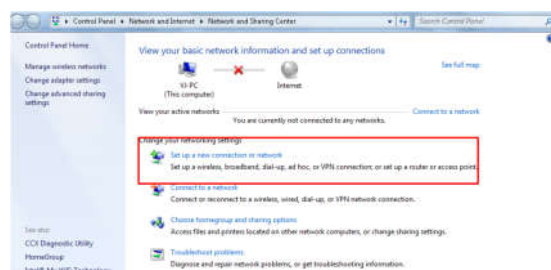 Control Panel ▸ Network and Internet ▸ Network and Sharing Center
Search Control Panel
Control Panel Home
Manage wireless networks
Change adapter settings
Change advanced sharing
settings
View your basic network information and set up connections
See full map
(This computer)
Internet
View your active networks
Connect to a network
You are currently not connected to any networks.
Change your networking settings
Set up a new connection or network
Set up a wireless, broadband, dial-up, ad hoc, or VPN connection; or set up a router or access point.
Connect to a network
Connect or reconnect to a wireless, wired, dial-up, or VPN network connection.
Choose homegroup and sharing options
Access files and printers located on other network computers, or change sharing settings.
Troubleshoot problems
Diagnose and repair network problems, or get troubleshooting information.
See also
CCX Diagnostic Utility
HomeGroup